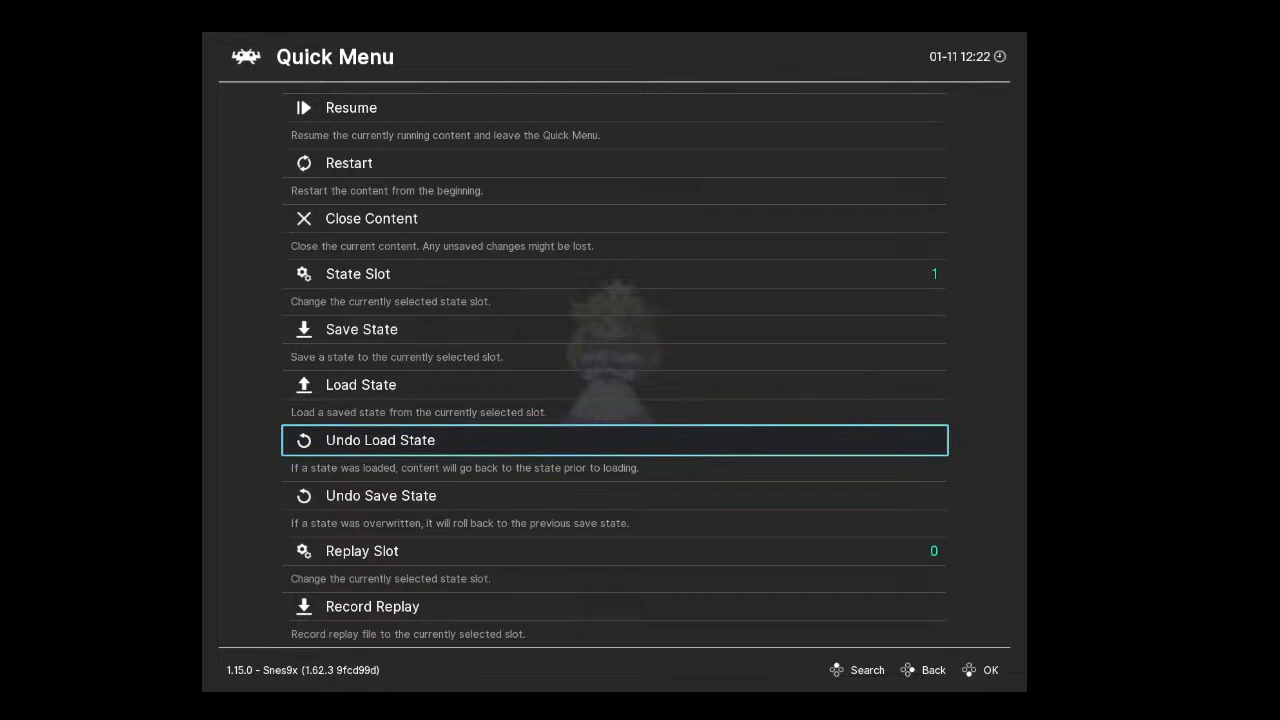 Quick Menu
01-11 12:22
Resume
Resume the currently running content and leave the Quick Menu.
Restart
Restart the content from the beginning.
Close Content
Close the current content. Any unsaved changes might be lost.
State Slot 1
Change the currently selected state slot.
Save State
Save a state to the currently selected slot.
Load State
Load a saved state from the currently selected slot.
Undo Load State
If a state was loaded, content will go back to the state prior to loading.
Undo Save State
If a state was overwritten, it will roll back to the previous save state.
Replay Slot 0
Change the currently selected state slot.
Record Replay
Record replay file to the currently selected slot.
1.15.0 - Snes9x (1.62.3 9fcd99d)
Search Back OK